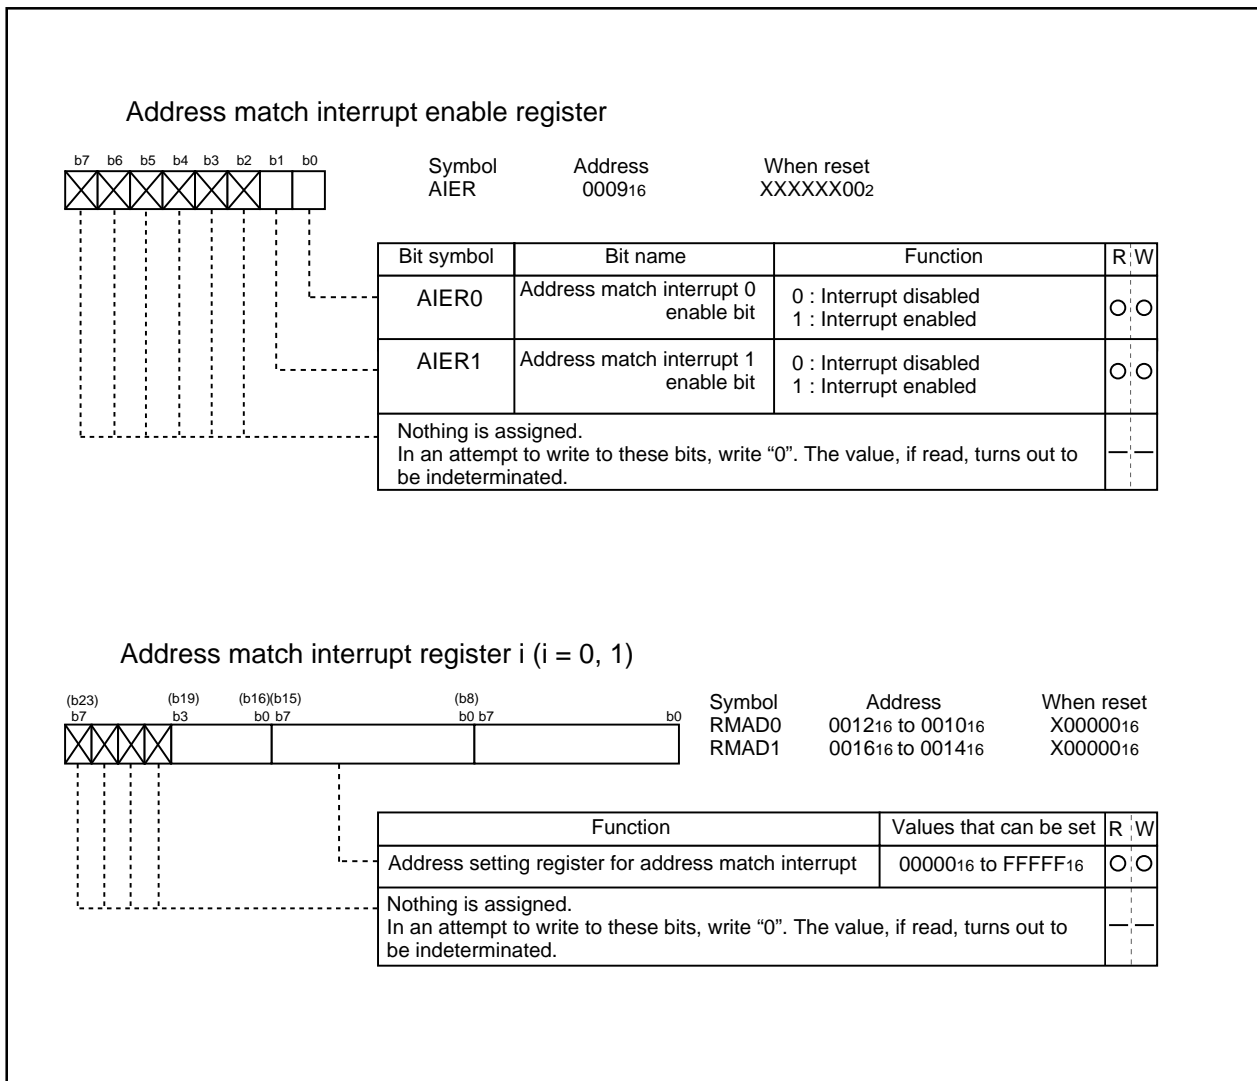 Address match interrupt enable register
b7 b6 b5 b4 b3 b2 b1 b0
Symbol Address When reset
AIER 000916 XXXXXX002
Bit symbol Bit name Function R W
AIER0 Address match interrupt 0 enable bit 0 : Interrupt disabled
1 : Interrupt enabled
AIER1 Address match interrupt 1 enable bit 0 : Interrupt disabled
1 : Interrupt enabled
Nothing is assigned.
In an attempt to write to these bits, write “0”. The value, if read, turns out to
be indeterminated.
Address match interrupt register i (i = 0, 1)
(b23) (b19) (b16)(b15) (b8)
b7 b3 b0 b7 b0 b7 b0
Symbol Address When reset
RMAD0 001216 to 001016 X0000016
RMAD1 001616 to 001416 X0000016
Function Values that can be set R W
Address setting register for address match interrupt 0000016 to FFFFF16
Nothing is assigned.
In an attempt to write to these bits, write “0”. The value, if read, turns out to
be indeterminated.